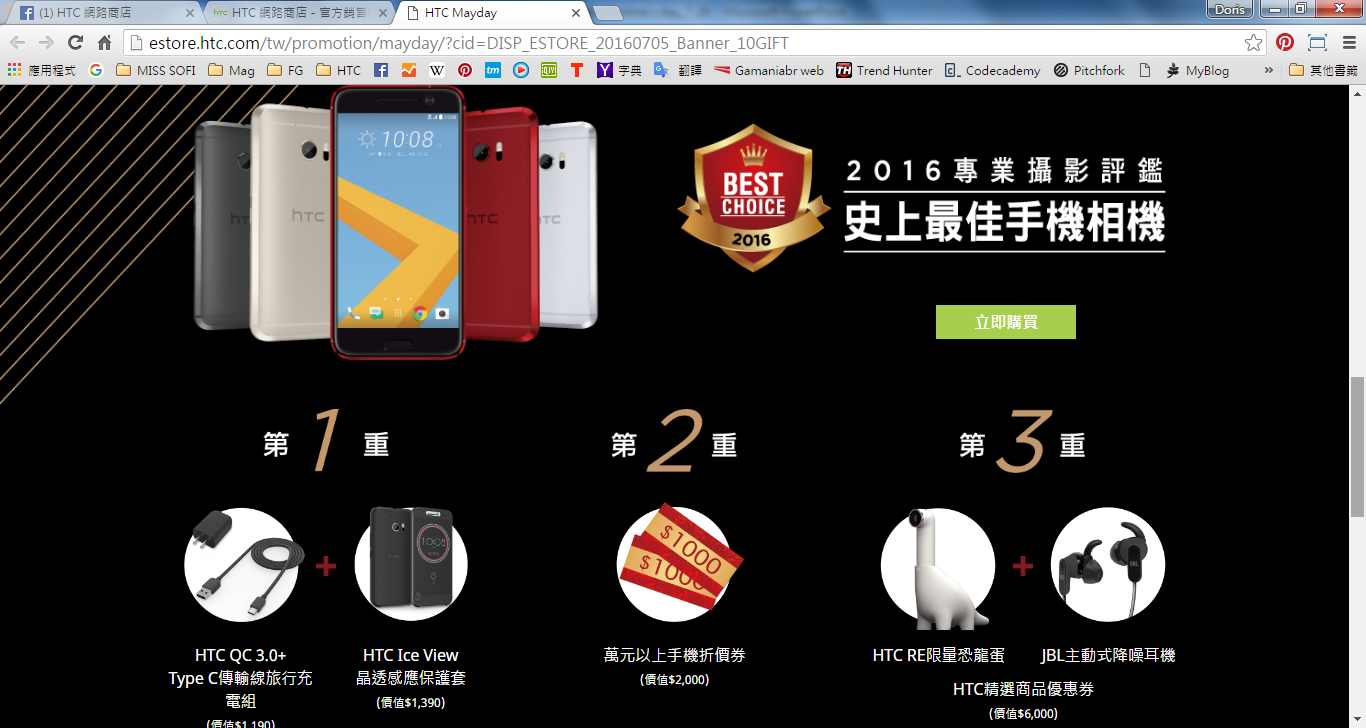 (1) HTC 網路商店
HTC 網路商店 - 官方銷售
HTC Mayday
Doris
estore.htc.com/tw/promotion/mayday/?cid=DISP_ESTORE_20160705_Banner_10GIFT
應用程式
MISS SOFI
Mag
FG
HTC
字典
翻譯
Gamaniabr web
Trend Hunter
Codecademy
Pitchfork
MyBlog
»
其他書籤
10:08
hTC
hTC
BEST
CHOICE
2016
2016專業攝影評鑑
史上最佳手機相機
立即購買
第 1 重
第 2 重
第 3 重
10:08
$1000
$1000
JBL
HTC QC 3.0+
Type C傳輸線旅行充
電組
(價值$1,190)
HTC Ice View
晶透感應保護套
(價值$1,390)
萬元以上手機折價券
(價值$2,000)
HTC RE限量恐龍蛋
JBL主動式降噪耳機
HTC精選商品優惠券
(價值$6,000)